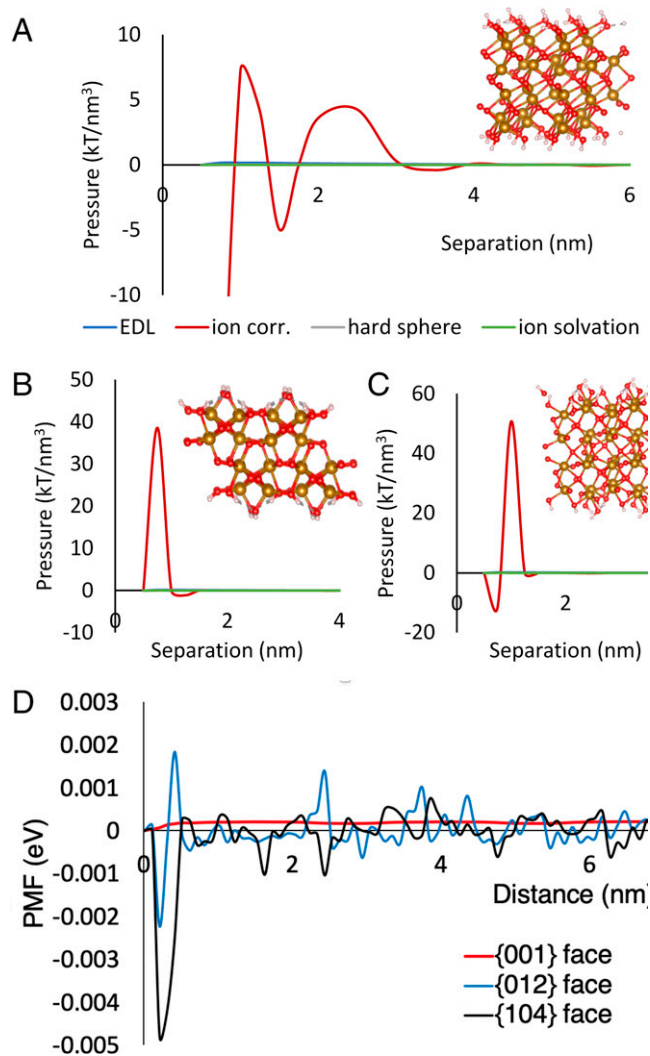 A
10
5
0
-5
-10
Pressure (kT/nm³)
0
2
4
6
Separation (nm)
EDL
ion corr.
hard sphere
ion solvation
B
50
40
30
20
10
0
-10
Pressure (kT/nm³)
0
2
4
Separation (nm)
C
60
40
20
0
-20
Pressure (kT/nm³)
0
2
Separation (nm)
D
0.003
0.002
0.001
0
-0.001
-0.002
-0.003
-0.004
-0.005
PMF (eV)
0
2
4
6
Distance (nm)
{001} face
{012} face
{104} face